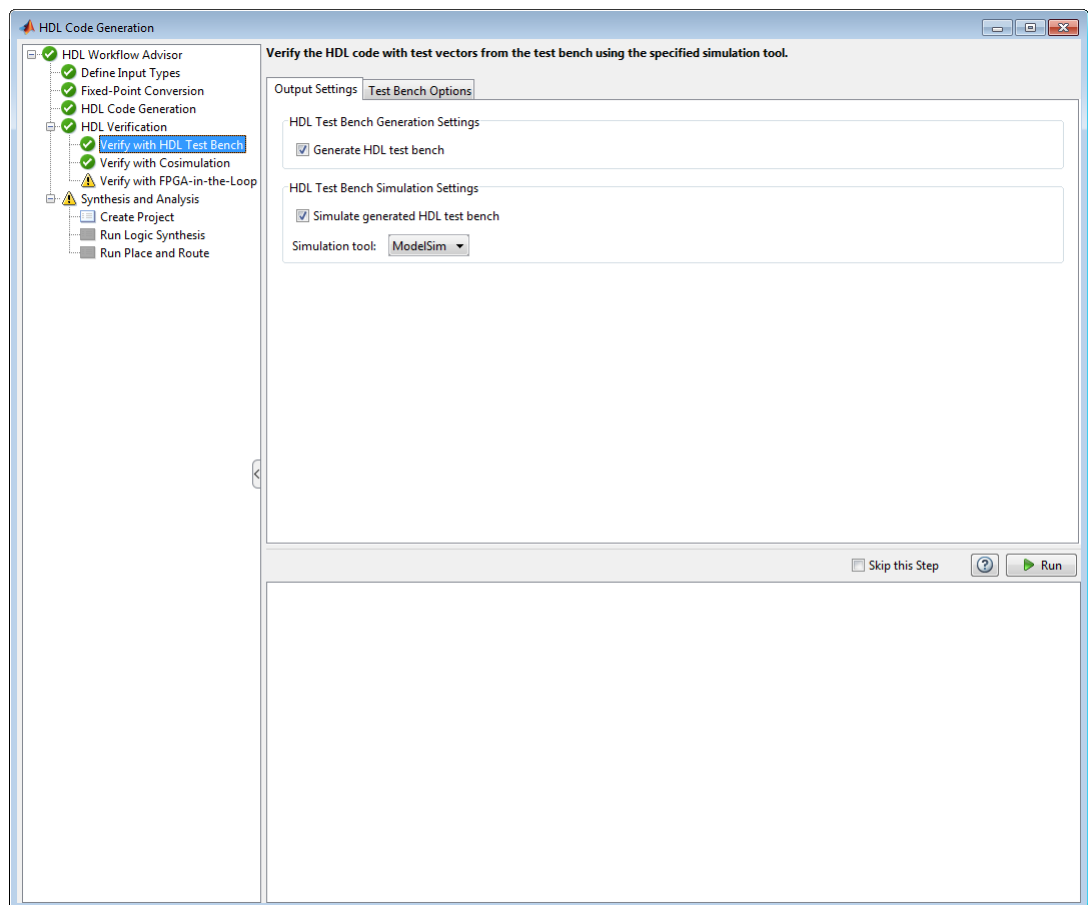 HDL Code Generation
HDL Workflow Advisor
Define Input Types
Fixed-Point Conversion
HDL Code Generation
HDL Verification
Verify with HDL Test Bench
Verify with Cosimulation
Verify with FPGA-in-the-Loop
Synthesis and Analysis
Create Project
Run Logic Synthesis
Run Place and Route
Verify the HDL code with test vectors from the test bench using the specified simulation tool.
Output Settings Test Bench Options
HDL Test Bench Generation Settings
Generate HDL test bench
HDL Test Bench Simulation Settings
Simulate generated HDL test bench
Simulation tool: ModelSim
Skip this Step ? Run